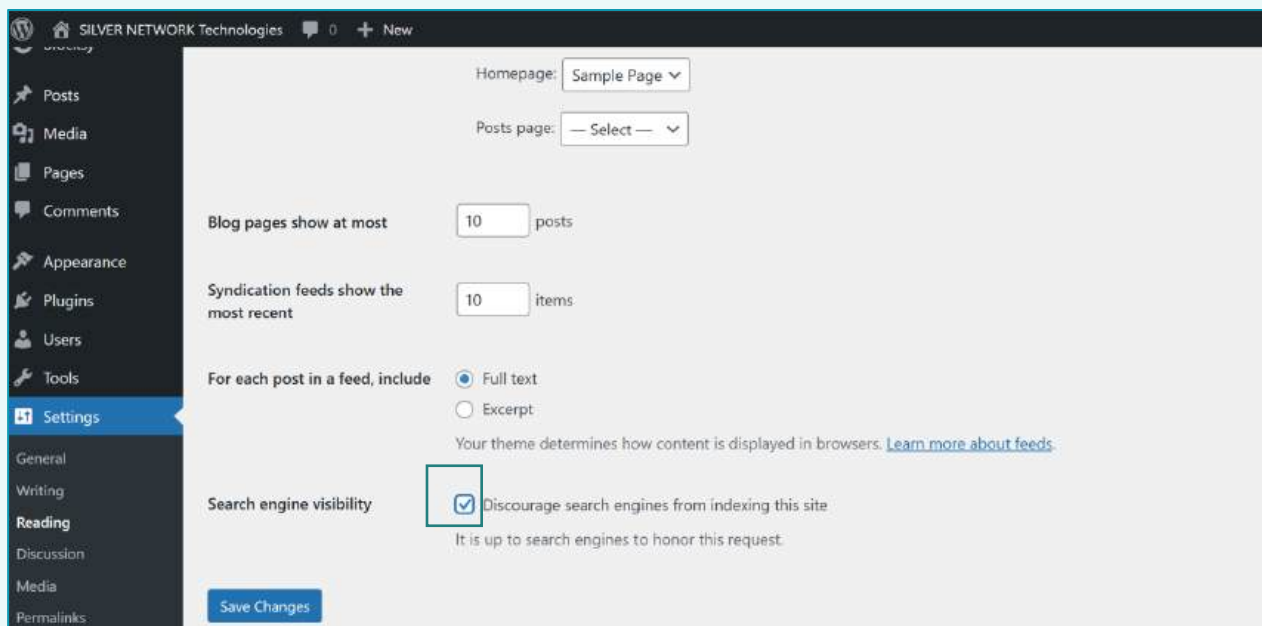 SILVER NETWORK Technologies 0 + New
Homepage: Sample Page
Posts page: — Select —
Posts
Media
Pages
Comments
Appearance
Plugins
Users
Tools
Settings
General
Writing
Reading
Discussion
Media
Permalinks
Blog pages show at most 10 posts
Syndication feeds show the
most recent
10 items
For each post in a feed, include Full text
Excerpt
Your theme determines how content is displayed in browsers. Learn more about feeds.
Search engine visibility Discourage search engines from indexing this site
It is up to search engines to honor this request.
Save Changes